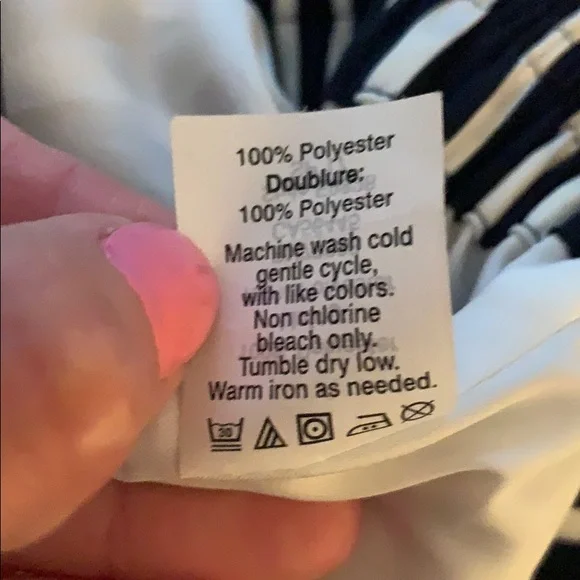 100% Polyester
Doublure:
100% Polyester
Machine wash cold
gentle cycle,
with like colors.
Non chlorine
bleach only.
Tumble dry low.
Warm iron as needed.
30